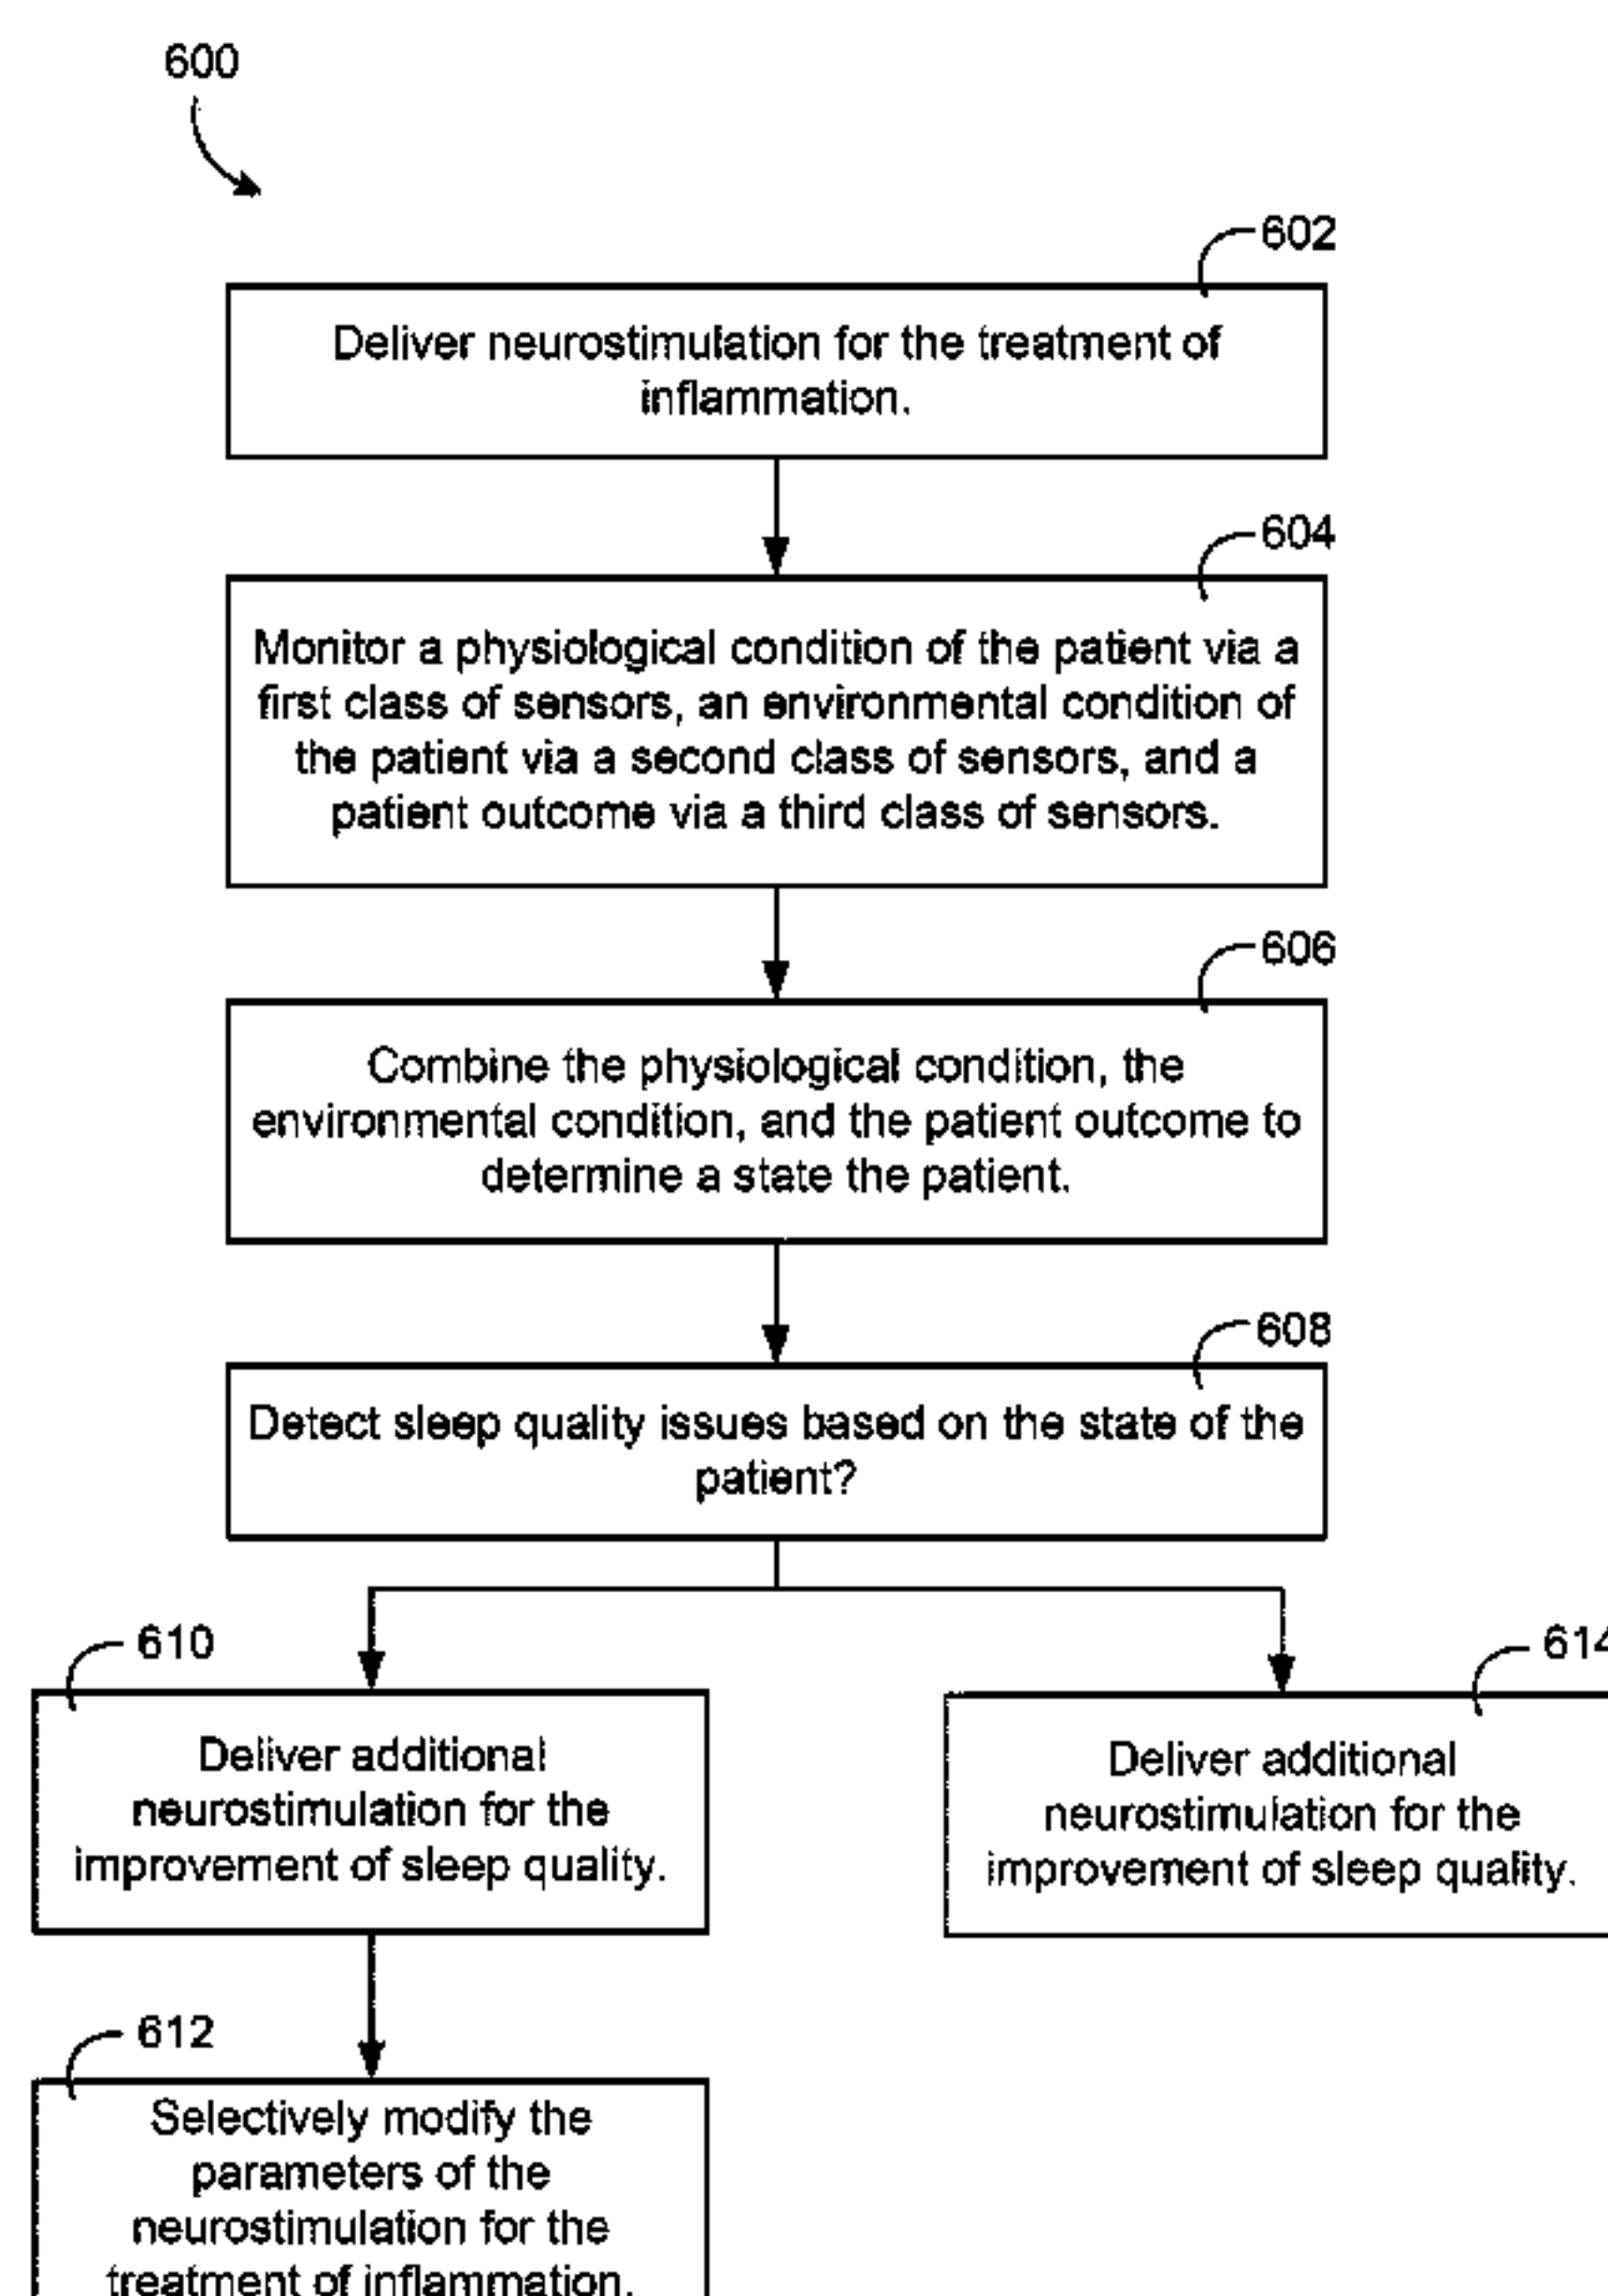 600
602
Deliver neurostimulation for the treatment of
inflammation.
604
Monitor a physiological condition of the patient via a
first class of sensors, an environmental condition of
the patient via a second class of sensors, and a
patient outcome via a third class of sensors.
606
Combine the physiological condition, the
environmental condition, and the patient outcome to
determine a state the patient.
608
Detect sleep quality issues based on the state of the
patient?
610
Deliver additional
neurostimulation for the
improvement of sleep quality.
614
Deliver additional
neurostimulation for the
improvement of sleep quality.
612
Selectively modify the
parameters of the
neurostimulation for the
treatment of inflammation.